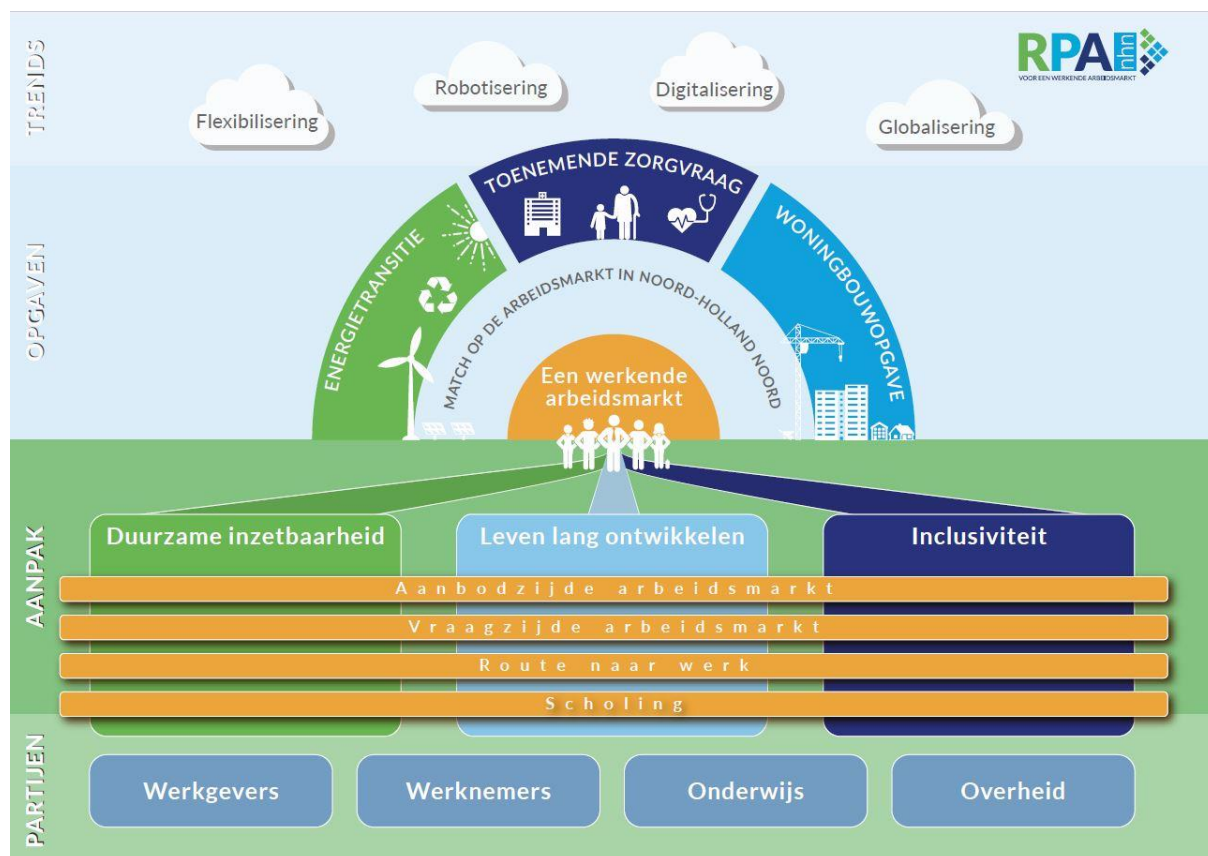 TRENDS
Flexibilisering
Robotisering
Digitalisering
Globalisering
RPA nhn
VOOR EEN WERKENDE ARBEIDSMARKT
OPGAVEN
ENERGIETRANSITIE
TOENEMENDE ZORGVRAAG
WONINGBOUWOPGAVE
MATCH OP DE ARBEIDSMARKT IN NOORD-HOLLAND NOORD
Een werkende
arbeidsmarkt
AANPAK
Duurzame inzetbaarheid
Leven lang ontwikkelen
Inclusiviteit
Aanbodzijde arbeidsmarkt
Vraagzijde arbeidsmarkt
Route naar werk
Scholing
PARTIJEN
Werkgevers
Werknemers
Onderwijs
Overheid